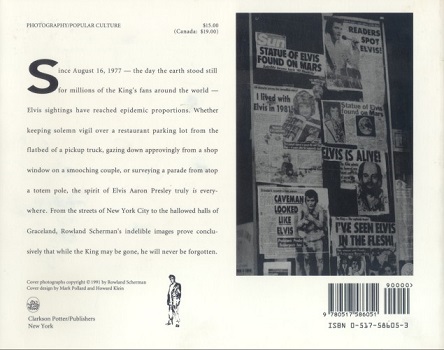 PHOTOGRAPHY/POPULAR CULTURE
$15.00
(Canada: $19.00)
Since August 16, 1977 — the day the earth stood still
for millions of the King's fans around the world —
Elvis sightings have reached epidemic proportions. Whether
keeping solemn vigil over a restaurant parking lot from the
flatbed of a pickup truck, gazing down approvingly from a shop
window on a smooching couple, or surveying a parade from atop
a totem pole, the spirit of Elvis Aaron Presley truly is every-
where. From the streets of New York City to the hallowed halls of
Graceland, Rowland Scherman's indelible images prove conclu-
sively that while the King may be gone, he will never be forgotten.
Cover photographs copyright © 1991 by Rowland Scherman
Cover design by Mark Pollard and Howard Klein
Clarkson Potter/Publishers
New York
READERS
SPOT
ELVIS!
Sun
STATUE OF ELVIS
FOUND ON MARS
I lived with
Elvis in 1981
Statue of Elvis
found on Mars
ELVIS IS ALIVE!
CAVEMAN
LOOKED
LIKE
ELVIS
I'VE SEEN ELVIS
IN THE FLESH!
90000>
9 780517 586051
ISBN 0-517-58605-3